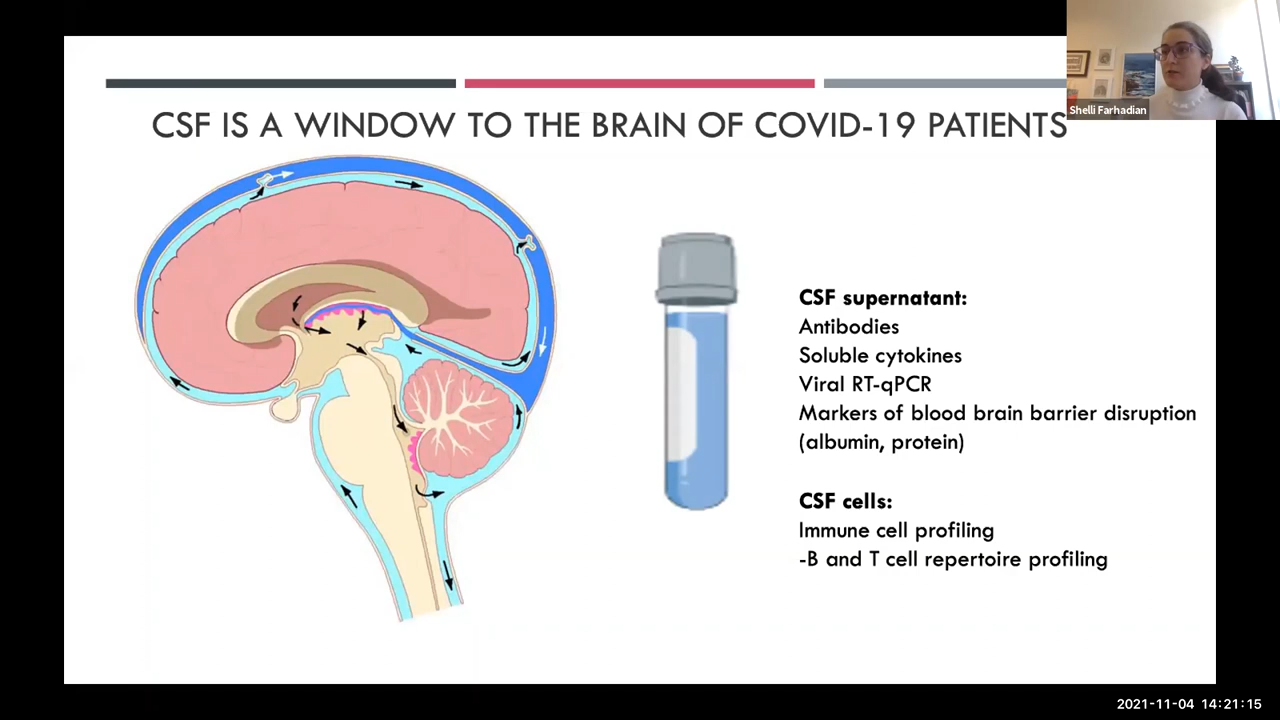 Shelli Farhadian
CSF IS A WINDOW TO THE BRAIN OF COVID-19 PATIENTS
CSF supernatant:
Antibodies
Soluble cytokines
Viral RT-qPCR
Markers of blood brain barrier disruption
(albumin, protein)
CSF cells:
Immune cell profiling
-B and T cell repertoire profiling
2021-11-04 14:21:15